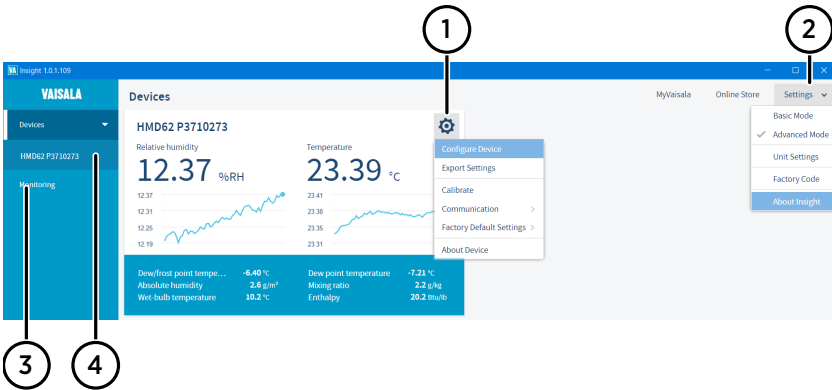 1
2
VA Insight 1.0.1.109
VAISALA
Devices
MyVaisala
Online Store
Settings
Devices
HMD62 P3710273
Monitoring
HMD62 P3710273
Relative humidity
12.37 %RH
12.37
12.31
12.25
12.19
Temperature
23.39 °C
23.41
23.38
23.35
23.31
Dew/frost point tempe... -6.40 °C
Absolute humidity 2.6 g/m³
Wet-bulb temperature 10.2 °C
Dew point temperature -7.21 °C
Mixing ratio 2.2 g/kg
Enthalpy 20.2 Btu/lb
Configure Device
Export Settings
Calibrate
Communication
Factory Default Settings
About Device
Basic Mode
Advanced Mode
Unit Settings
Factory Code
About Insight
3
4